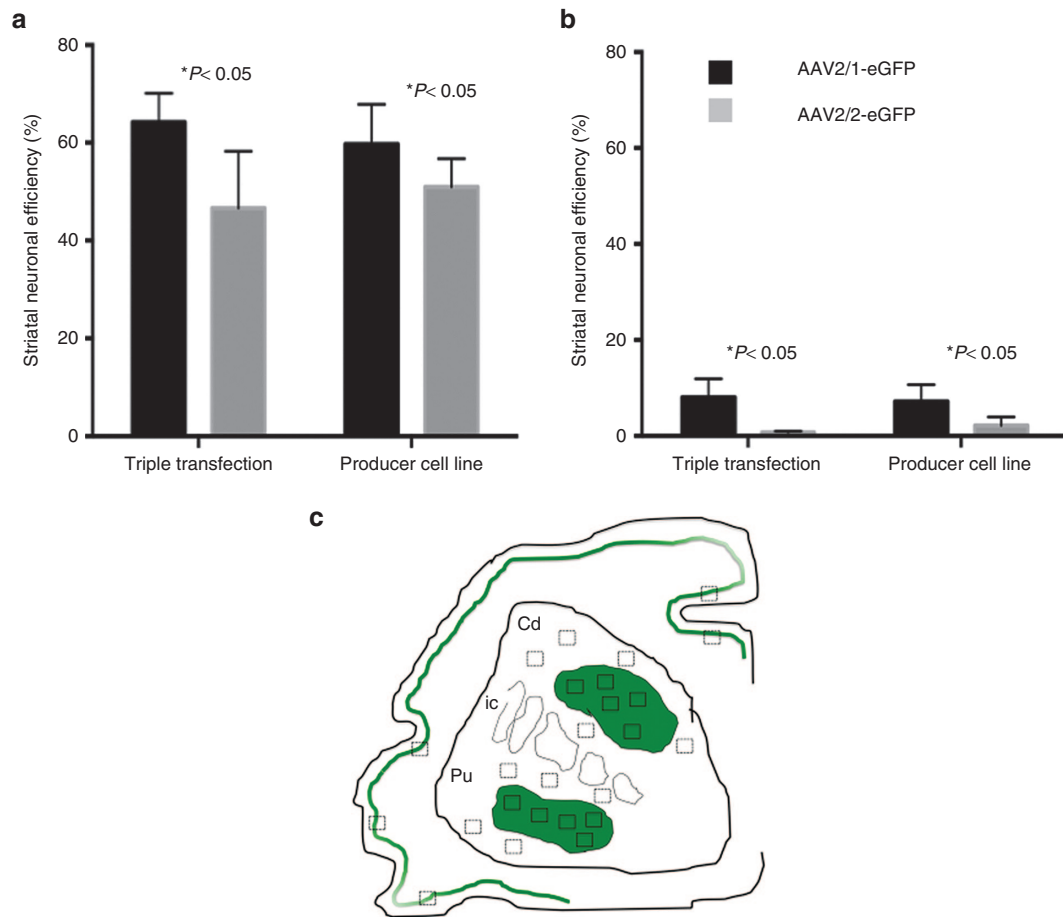 a
80
60
40
20
0
Striatal neuronal efficiency (%)
*P< 0.05
*P< 0.05
Triple transfection
Producer cell line
b
80
60
40
20
0
Striatal neuronal efficiency (%)
AAV2/1-eGFP
AAV2/2-eGFP
*P< 0.05
*P< 0.05
Triple transfection
Producer cell line
c
Cd
ic
Pu